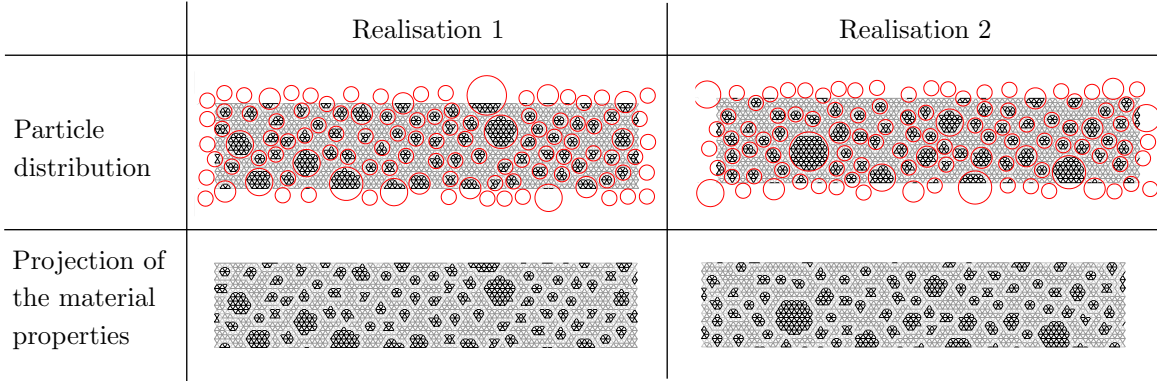 Realisation 1
Realisation 2
Particle
distribution
Projection of
the material
properties